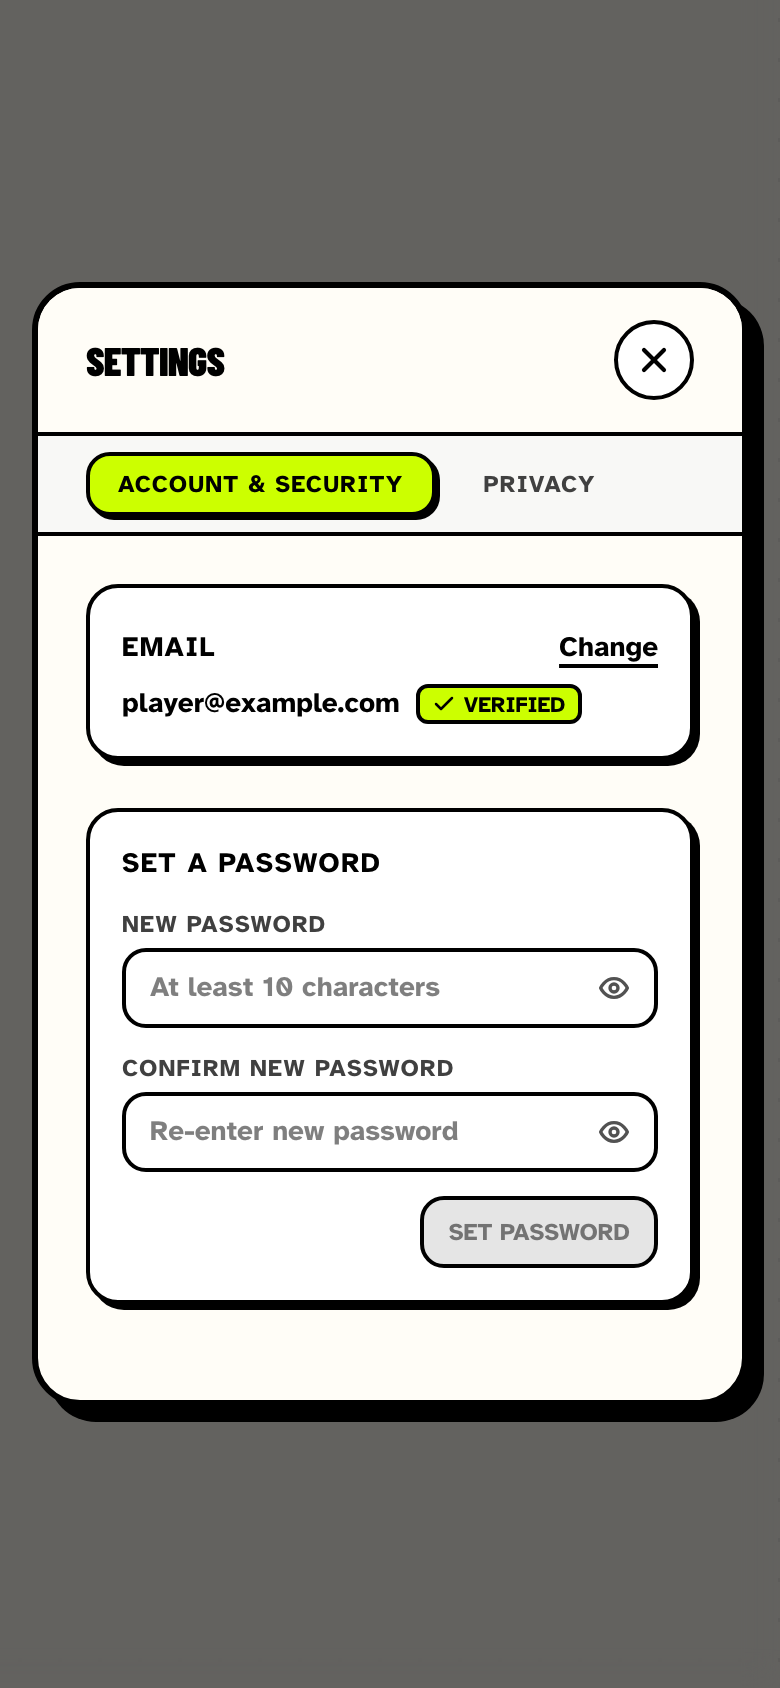 SETTINGS
ACCOUNT & SECURITY PRIVACY
EMAIL Change
player@example.com VERIFIED
SET A PASSWORD
NEW PASSWORD
At least 10 characters
CONFIRM NEW PASSWORD
Re-enter new password
SET PASSWORD